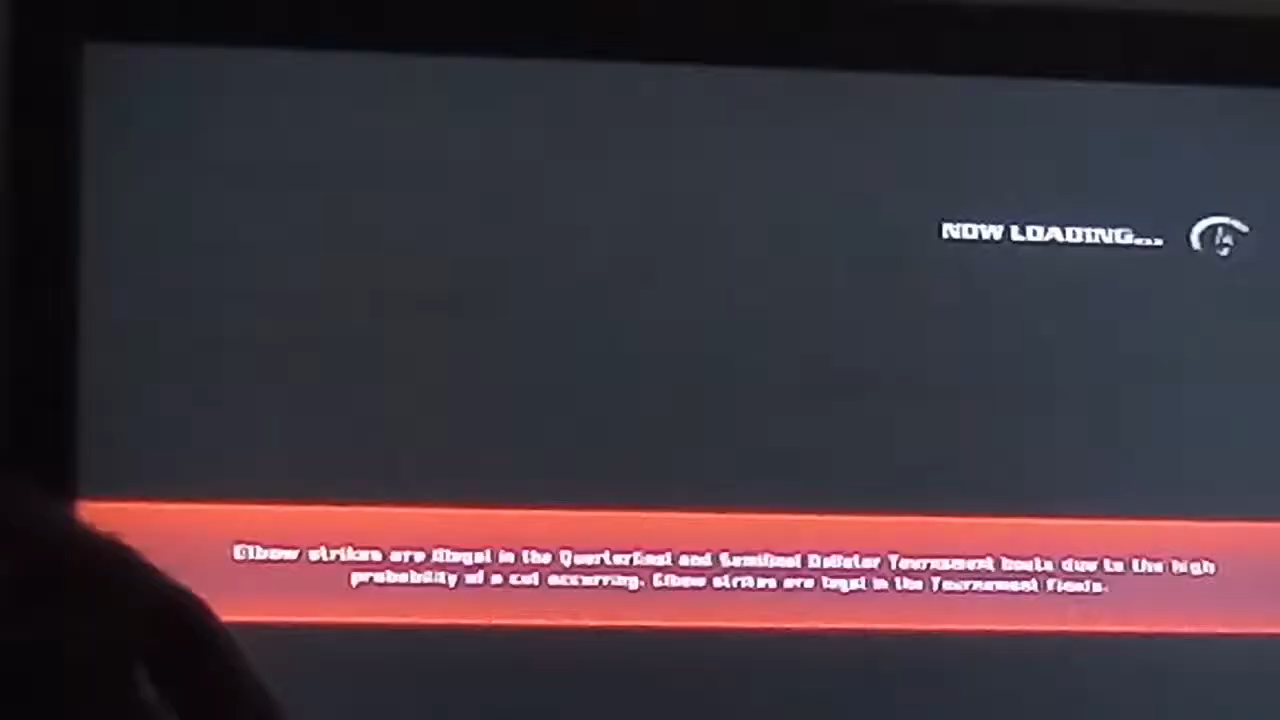 NOW LOADING...
Elbow strikes are illegal in the Quarterfinal and Semifinal Bellator Tournament bouts due to the high
probability of a cut occurring. Elbow strikes are legal in the Tournament finals.